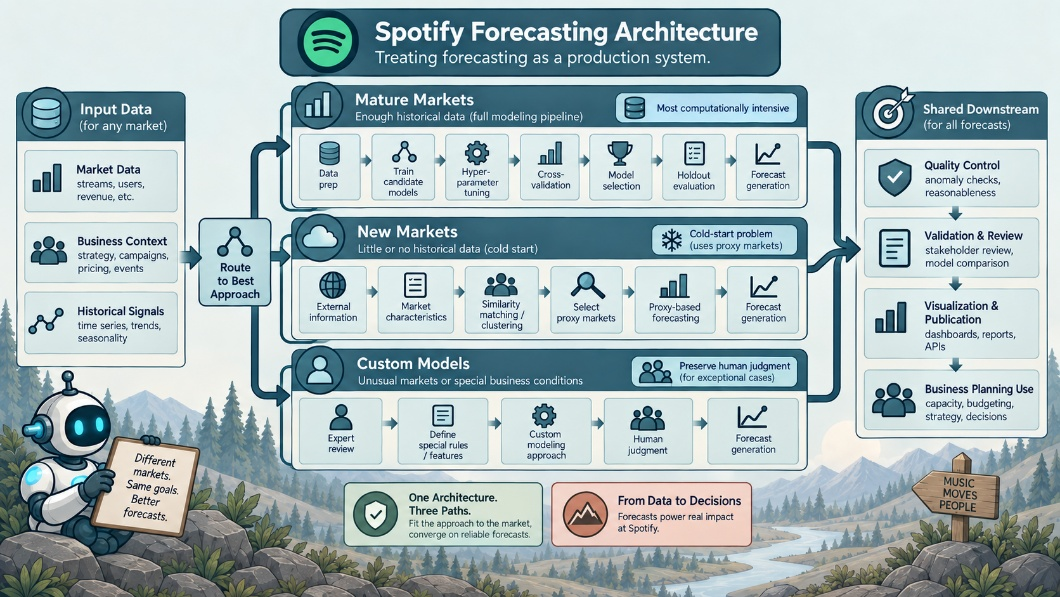 Spotify Forecasting Architecture
Treating forecasting as a production system.
Input Data
(for any market)
Market Data
streams, users,
revenue, etc.
Business Context
strategy, campaigns,
pricing, events
Historical Signals
time series, trends,
seasonality
Route
to Best
Approach
Mature Markets
Enough historical data (full modeling pipeline)
Most computationally intensive
Data
prep
Train
candidate
models
Hyper-
parameter
tuning
Cross-
validation
Model
selection
Holdout
evaluation
Forecast
generation
New Markets
Little or no historical data (cold start)
Cold-start problem
(uses proxy markets)
External
information
Market
characteristics
Similarity
matching /
clustering
Select
proxy markets
Proxy-based
forecasting
Forecast
generation
Custom Models
Unusual markets or special business conditions
Preserve human judgment
(for exceptional cases)
Expert
review
Define
special rules
/ features
Custom
modeling
approach
Human
judgment
Forecast
generation
Shared Downstream
(for all forecasts)
Quality Control
anomaly checks,
reasonableness
Validation & Review
stakeholder review,
model comparison
Visualization &
Publication
dashboards, reports,
APIs
Business Planning Use
capacity, budgeting,
strategy, decisions
Different
markets.
Same goals.
Better
forecasts.
One Architecture.
Three Paths.
Fit the approach to the market,
converge on reliable forecasts.
From Data to Decisions
Forecasts power real impact
at Spotify.
MUSIC
MOVES
PEOPLE